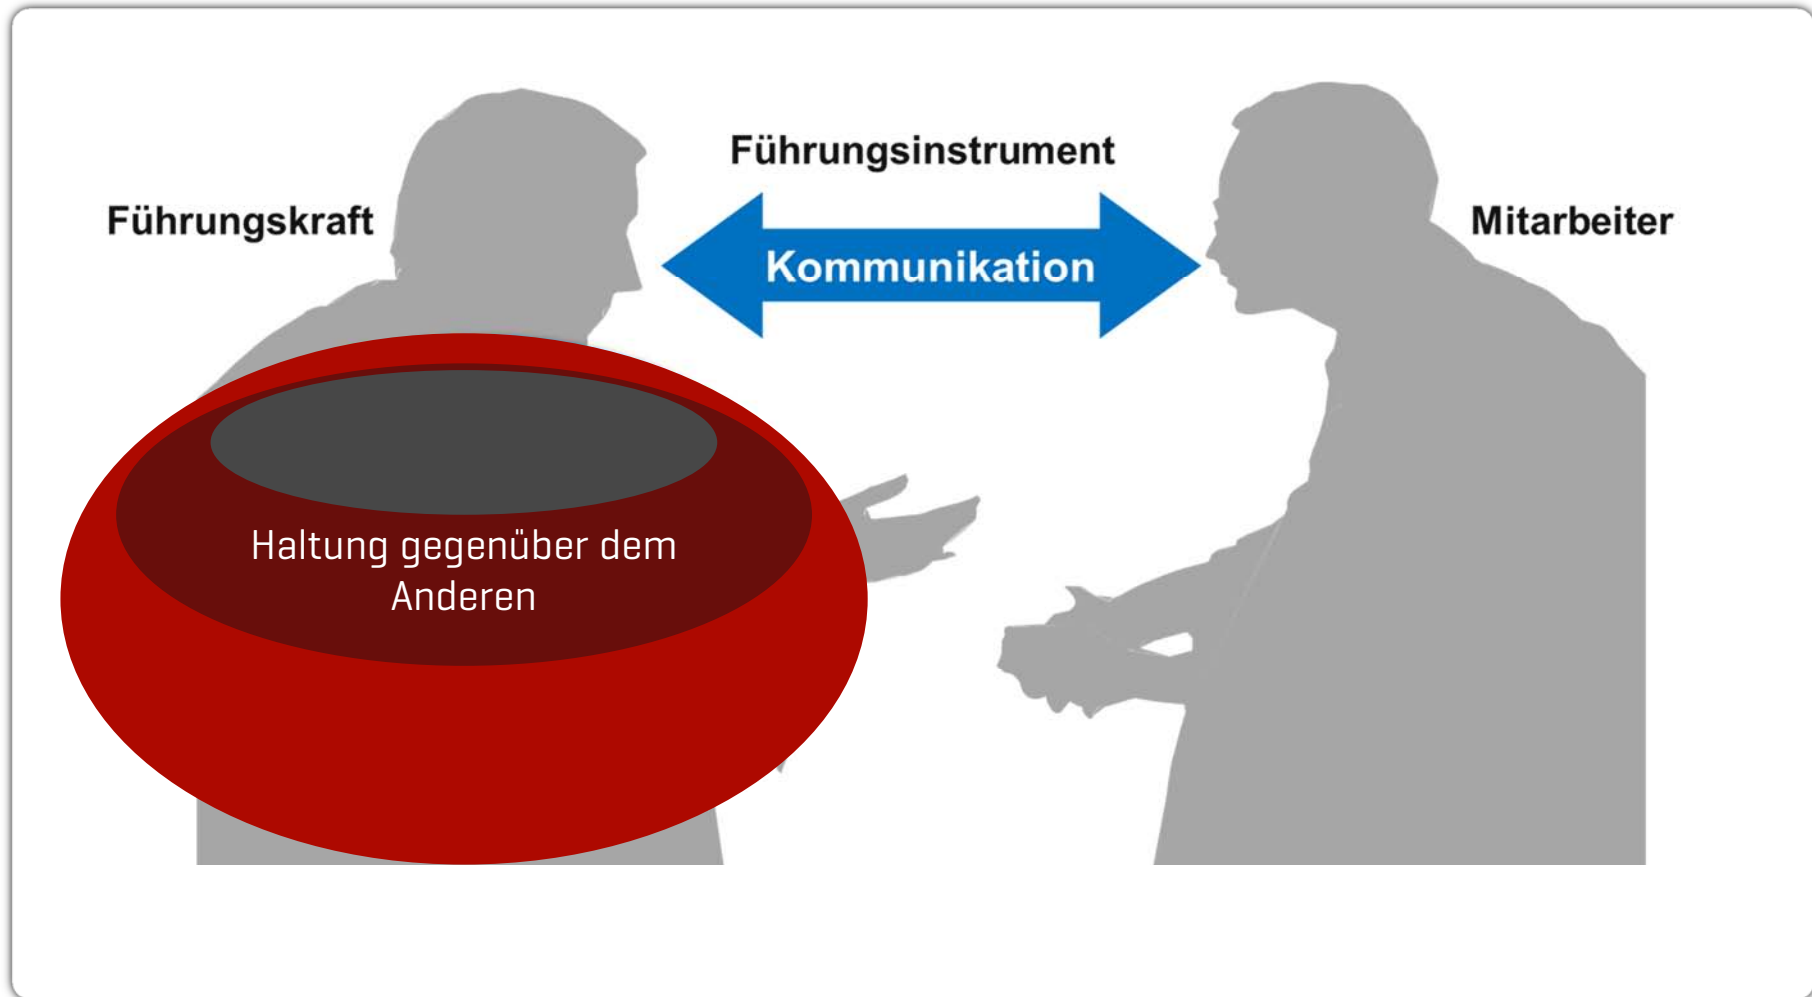 Führungsinstrument
Führungskraft
Mitarbeiter
Kommunikation
Haltung gegenüber dem
Anderen